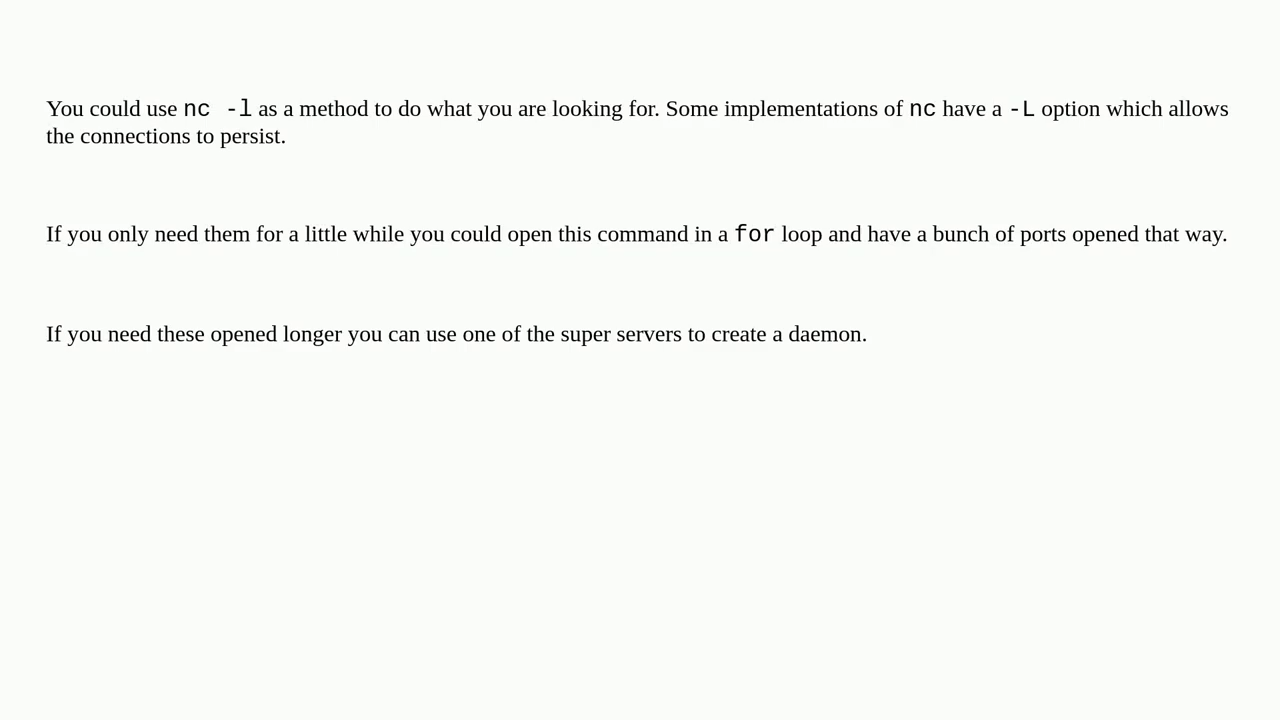 You could use nc -l as a method to do what you are looking for. Some implementations of nc have a -L option which allows
the connections to persist.
If you only need them for a little while you could open this command in a for loop and have a bunch of ports opened that way.
If you need these opened longer you can use one of the super servers to create a daemon.